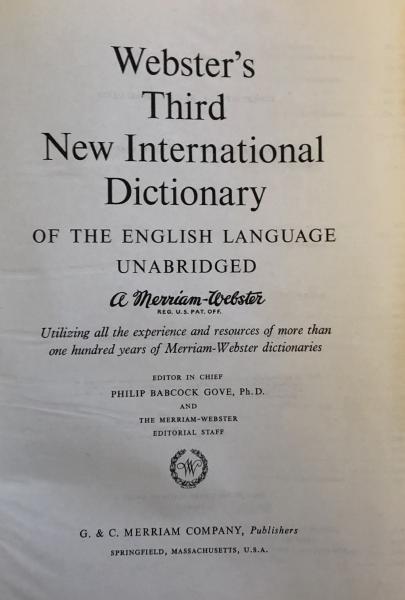 Webster's
Third
New International
Dictionary
OF THE ENGLISH LANGUAGE
UNABRIDGED
A Merriam-Webster
REG. U.S. PAT. OFF.
Utilizing all the experience and resources of more than
one hundred years of Merriam-Webster dictionaries
EDITOR IN CHIEF
PHILIP BABCOCK GOVE, Ph.D.
AND
THE MERRIAM-WEBSTER
EDITORIAL STAFF
W
G. & C. MERRIAM COMPANY, Publishers
SPRINGFIELD, MASSACHUSETTS, U.S.A.